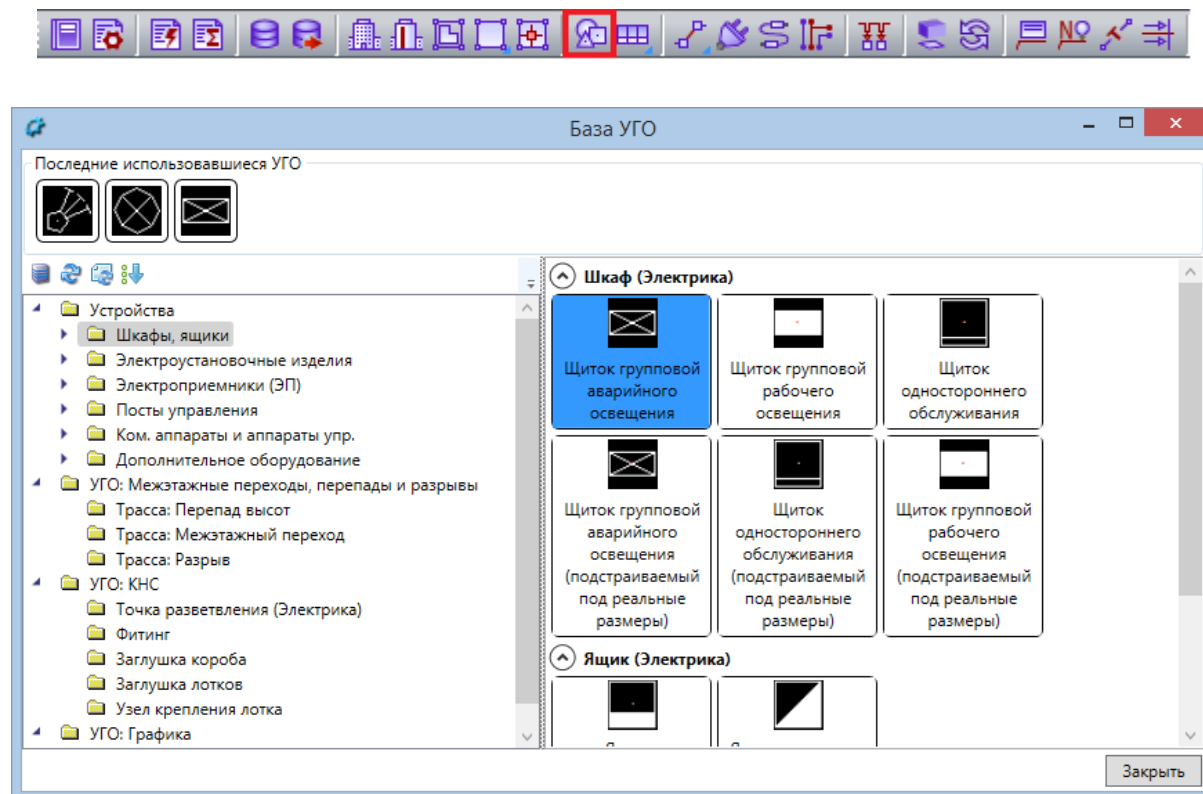 База УГО
Последние использовавшиеся УГО
Устройства
Шкафы, ящики
Электроустановочные изделия
Электроприемники (ЭП)
Посты управления
Ком. аппараты и аппараты упр.
Дополнительное оборудование
УГО: Межэтажные переходы, перепады и разрывы
Трасса: Перепад высот
Трасса: Межэтажный переход
Трасса: Разрыв
УГО: КНС
Точка разветвления (Электрика)
Фитинг
Заглушка короба
Заглушка лотков
Узел крепления лотка
УГО: Графика
Шкаф (Электрика)
Щиток групповой
аварийного
освещения
Щиток групповой
рабочего
освещения
Щиток
одностороннего
обслуживания
Щиток групповой
аварийного
освещения
(подстраиваемый
под реальные
размеры)
Щиток
одностороннего
обслуживания
(подстраиваемый
под реальные
размеры)
Щиток групповой
рабочего
освещения
(подстраиваемый
под реальные
размеры)
Ящик (Электрика)
Закрыть